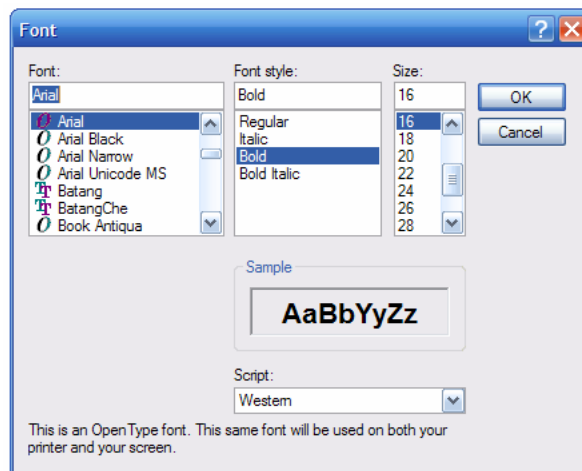 Font
Font: Font style: Size:
Arial Bold 16 OK
Arial Regular 16 Cancel
Arial Black Italic 18
Arial Narrow Bold 20
Arial Unicode MS Bold Italic 22
Batang 24
BatangChe 26
Book Antiqua 28
Sample
AaBbYyZz
Script:
Western
This is an OpenType font. This same font will be used on both your
printer and your screen.